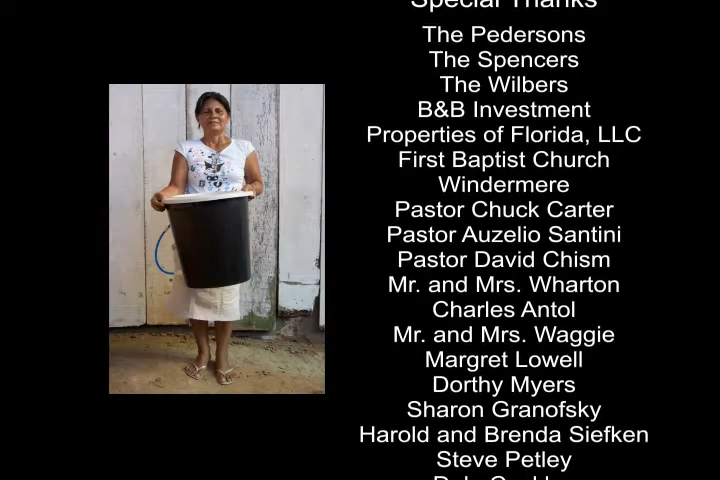 Special Thanks
The Pedersons
The Spencers
The Wilbers
B&B Investment
Properties of Florida, LLC
First Baptist Church
Windermere
Pastor Chuck Carter
Pastor Auzelio Santini
Pastor David Chism
Mr. and Mrs. Wharton
Charles Antol
Mr. and Mrs. Waggie
Margret Lowell
Dorthy Myers
Sharon Granofsky
Harold and Brenda Siefken
Steve Petley